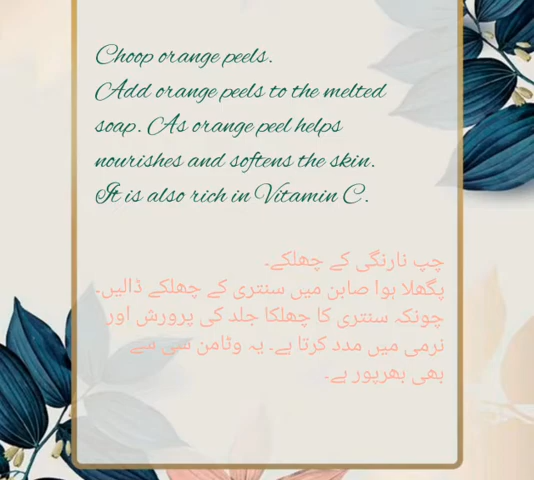 Choop orange peels.
Add orange peels to the melted
soap. As orange peel helps
nourishes and softens the skin.
It is also rich in Vitamin C.
چپ نارنگی کے چھلکے۔
پگھلا ہوا صابن میں سنتری کے چھلکے ڈالیں۔
چونکہ سنتری کا چھلکا جلد کی پرورش اور
نرمی میں مدد کرتا ہے۔ یہ وٹامن سی سے
بھی بھرپور ہے۔